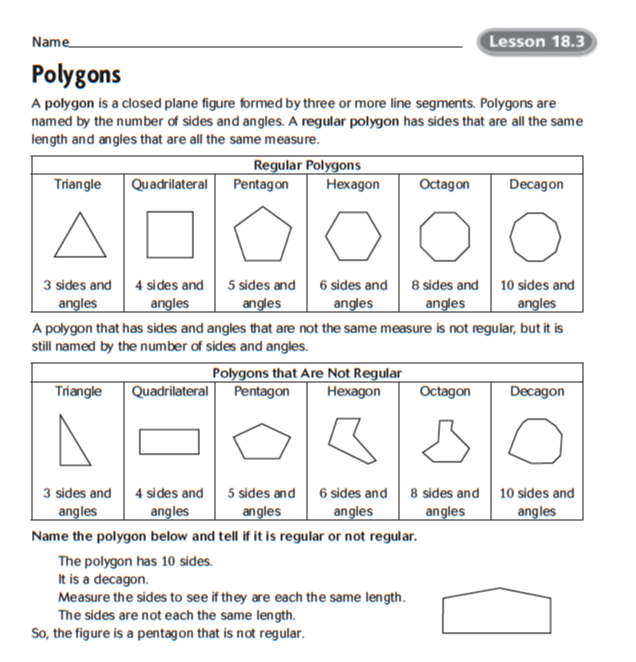 Name
Lesson 18.3
Polygons
A polygon is a closed plane figure formed by three or more line segments. Polygons are
named by the number of sides and angles. A regular polygon has sides that are all the same
length and angles that are all the same measure.
Regular Polygons
Triangle Quadrilateral Pentagon Hexagon Octagon Decagon
3 sides and 4 sides and 5 sides and 6 sides and 8 sides and 10 sides and
angles angles angles angles angles angles
A polygon that has sides and angles that are not the same measure is not regular, but it is
still named by the number of sides and angles.
Polygons that Are Not Regular
Triangle Quadrilateral Pentagon Hexagon Octagon Decagon
3 sides and 4 sides and 5 sides and 6 sides and 8 sides and 10 sides and
angles angles angles angles angles angles
Name the polygon below and tell if it is regular or not regular.
The polygon has 10 sides.
It is a decagon.
Measure the sides to see if they are each the same length.
The sides are not each the same length.
So, the figure is a pentagon that is not regular.